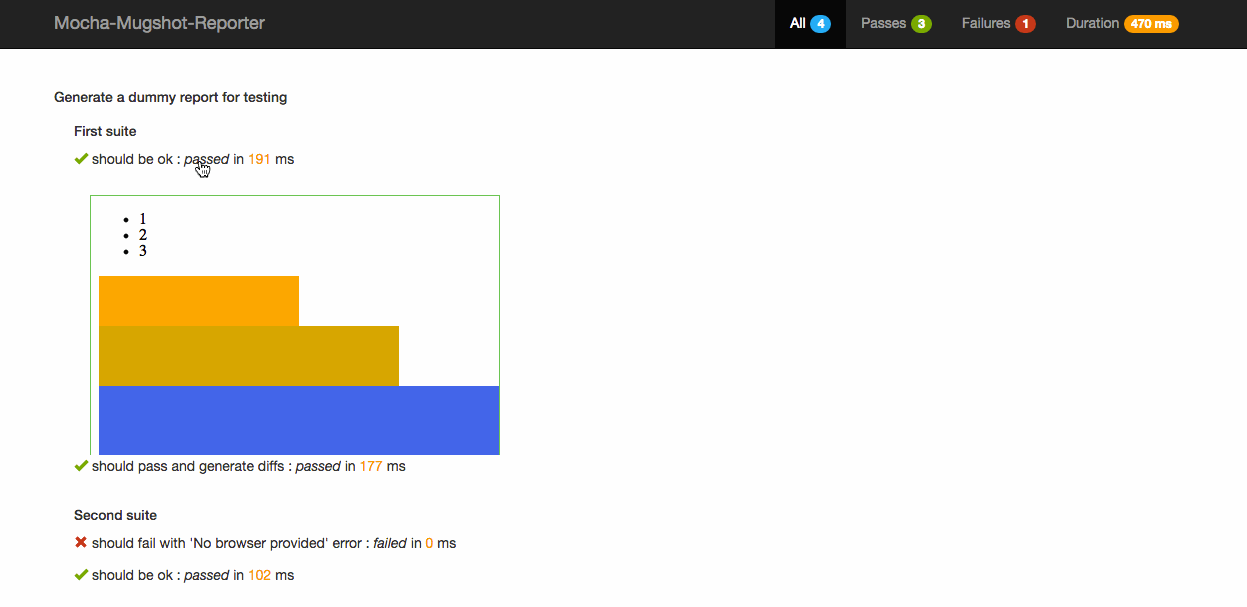 Mocha-Mugshot-Reporter All 4 Passes 3 Failures 1 Duration 470 ms
Generate a dummy report for testing
First suite
should be ok : passed in 191 ms
1
2
3
should pass and generate diffs : passed in 177 ms
Second suite
should fail with 'No browser provided' error : failed in 0 ms
should be ok : passed in 102 ms